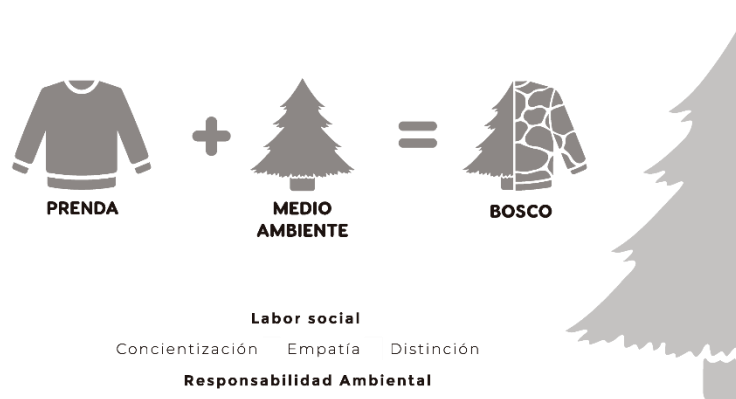 PRENDA
MEDIO
AMBIENTE
BOSCO
Labor social
Concientización Empatía Distinción
Responsabilidad Ambiental